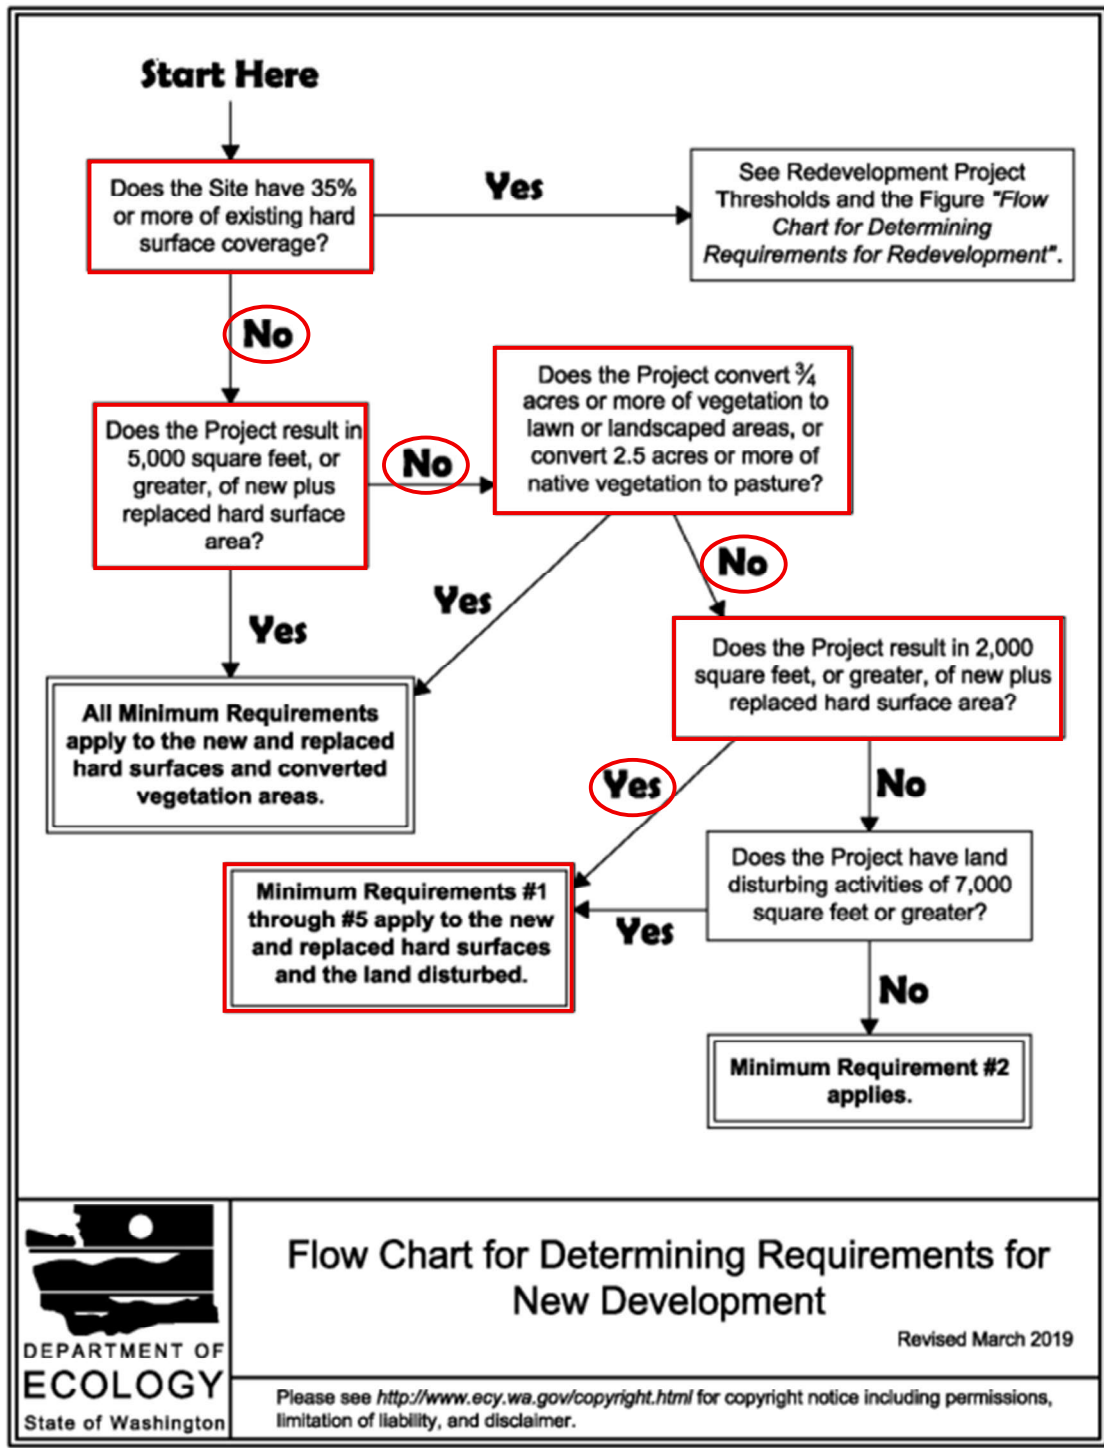 Start Here
Does the Site have 35%
or more of existing hard
surface coverage?
Yes
See Redevelopment Project
Thresholds and the Figure "Flow
Chart for Determining
Requirements for Redevelopment".
No
Does the Project result in
5,000 square feet, or
greater, of new plus
replaced hard surface
area?
No
Does the Project convert ¾
acres or more of vegetation to
lawn or landscaped areas, or
convert 2.5 acres or more of
native vegetation to pasture?
Yes
Yes
No
All Minimum Requirements
apply to the new and replaced
hard surfaces and converted
vegetation areas.
Does the Project result in 2,000
square feet, or greater, of new plus
replaced hard surface area?
Yes
No
Minimum Requirements #1
through #5 apply to the new
and replaced hard surfaces
and the land disturbed.
Yes
Does the Project have land
disturbing activities of 7,000
square feet or greater?
No
Minimum Requirement #2
applies.
DEPARTMENT OF
ECOLOGY
State of Washington
Flow Chart for Determining Requirements for
New Development
Revised March 2019
Please see http://www.ecy.wa.gov/copyright.html for copyright notice including permissions,
limitation of liability, and disclaimer.